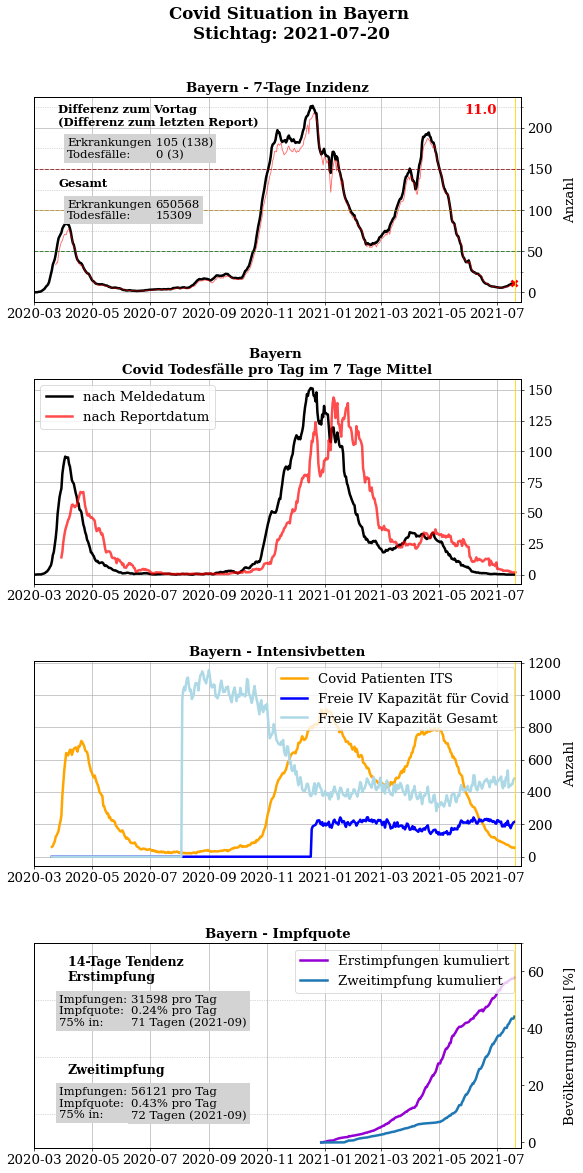 Covid Situation in Bayern
Stichtag: 2021-07-20
Bayern - 7-Tage Inzidenz
Differenz zum Vortag
(Differenz zum letzten Report)
Erkrankungen 105 (138)
Todesfälle: 0 (3)
Gesamt
Erkrankungen 650568
Todesfälle: 15309
11.0
200
150
100
50
0
Anzahl
2020-03 2020-05 2020-07 2020-09 2020-11 2021-01 2021-03 2021-05 2021-07
Bayern
Covid Todesfälle pro Tag im 7 Tage Mittel
nach Meldedatum
nach Reportdatum
150
125
100
75
50
25
0
2020-03 2020-05 2020-07 2020-09 2020-11 2021-01 2021-03 2021-05 2021-07
Bayern - Intensivbetten
Covid Patienten ITS
Freie IV Kapazität für Covid
Freie IV Kapazität Gesamt
1200
1000
800
600
400
200
0
Anzahl
2020-03 2020-05 2020-07 2020-09 2020-11 2021-01 2021-03 2021-05 2021-07
Bayern - Impfquote
14-Tage Tendenz
Erstimpfung
Impfungen: 31598 pro Tag
Impfquote: 0.24% pro Tag
75% in: 71 Tagen (2021-09)
Zweitimpfung
Impfungen: 56121 pro Tag
Impfquote: 0.43% pro Tag
75% in: 72 Tagen (2021-09)
Erstimpfungen kumuliert
Zweitimpfung kumuliert
60
40
20
0
Bevölkerungsanteil [%]
2020-03 2020-05 2020-07 2020-09 2020-11 2021-01 2021-03 2021-05 2021-07